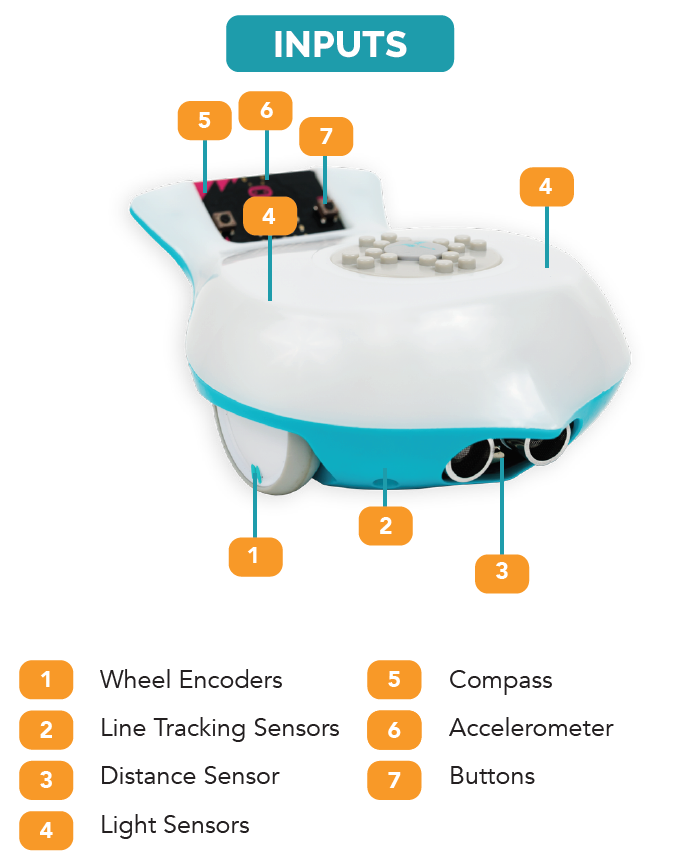 INPUTS
5
6
7
4
4
1
2
3
1 Wheel Encoders
2 Line Tracking Sensors
3 Distance Sensor
4 Light Sensors
5 Compass
6 Accelerometer
7 Buttons